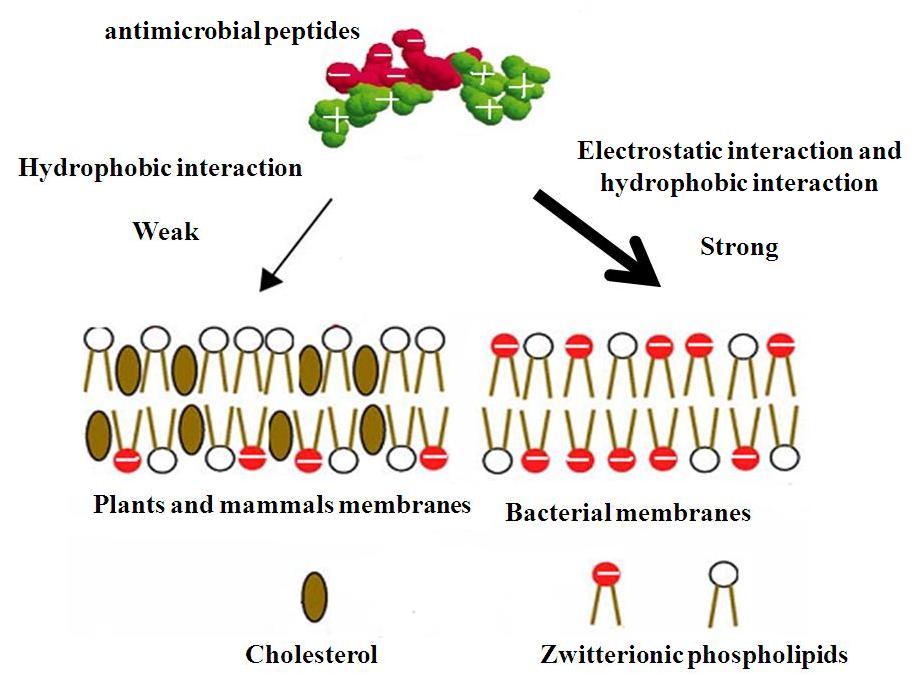 antimicrobial peptides
Hydrophobic interaction
Electrostatic interaction and
hydrophobic interaction
Weak
Strong
Plants and mammals membranes
Bacterial membranes
Cholesterol
Zwitterionic phospholipids